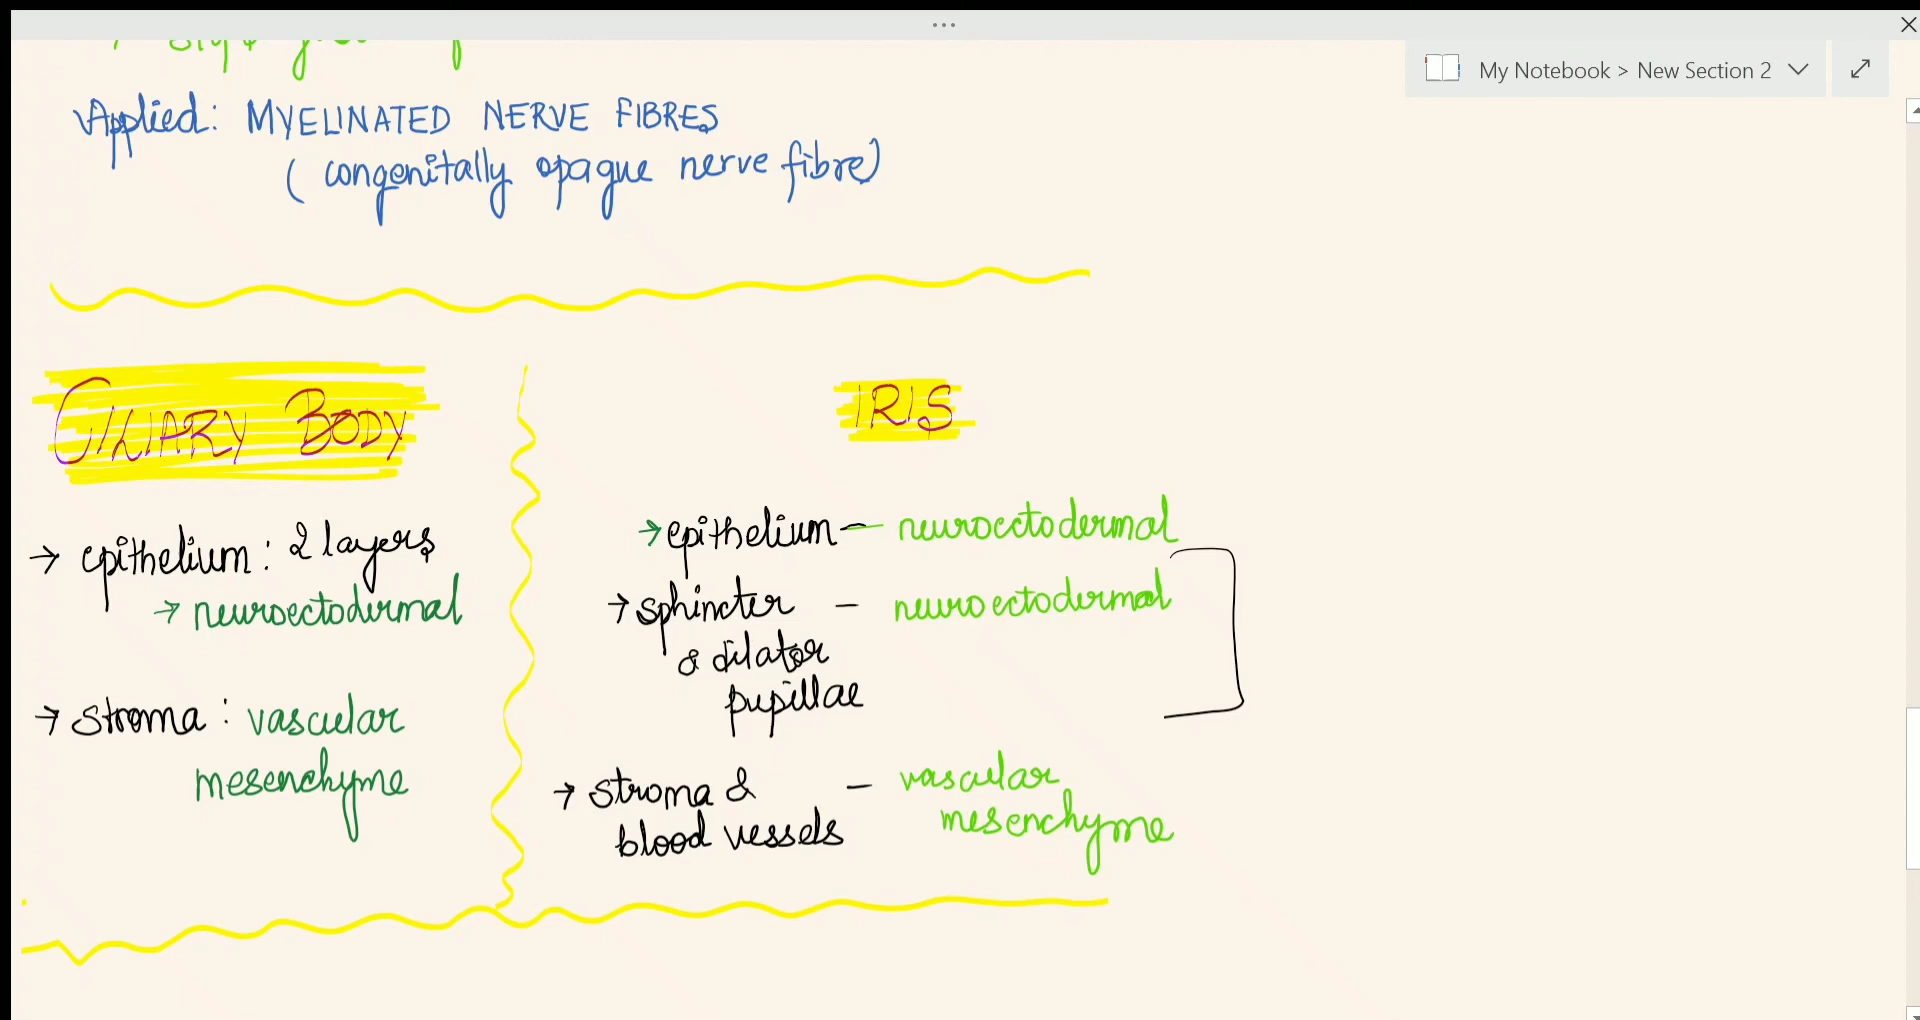 My Notebook > New Section 2
Applied: MYELINATED NERVE FIBRES
(congenitally opaque nerve fibre)
CILIARY BODY
→ epithelium: 2 layers
→ neuroectodermal
→ stroma: vascular
mesenchyme
IRIS
→ epithelium — neuroectodermal
→ sphincter — neuroectodermal
& dilator
pupillae
→ stroma & — vascular
blood vessels mesenchyme